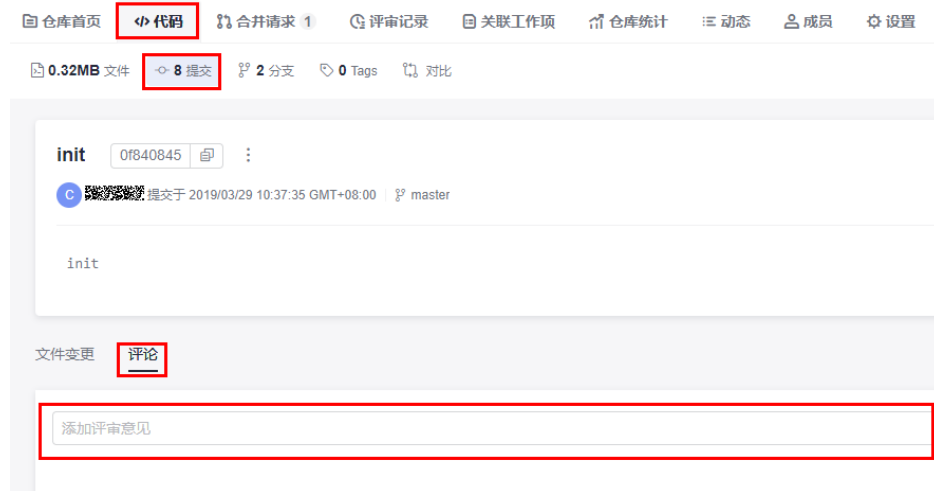 仓库首页 代码 合并请求 1 评审记录 关联工作项 仓库统计 动态 成员 设置
0.32MB 文件 8 提交 2 分支 0 Tags 对比
init 0f840845
C 提交于 2019/03/29 10:37:35 GMT+08:00 master
init
文件变更 评论
添加评审意见